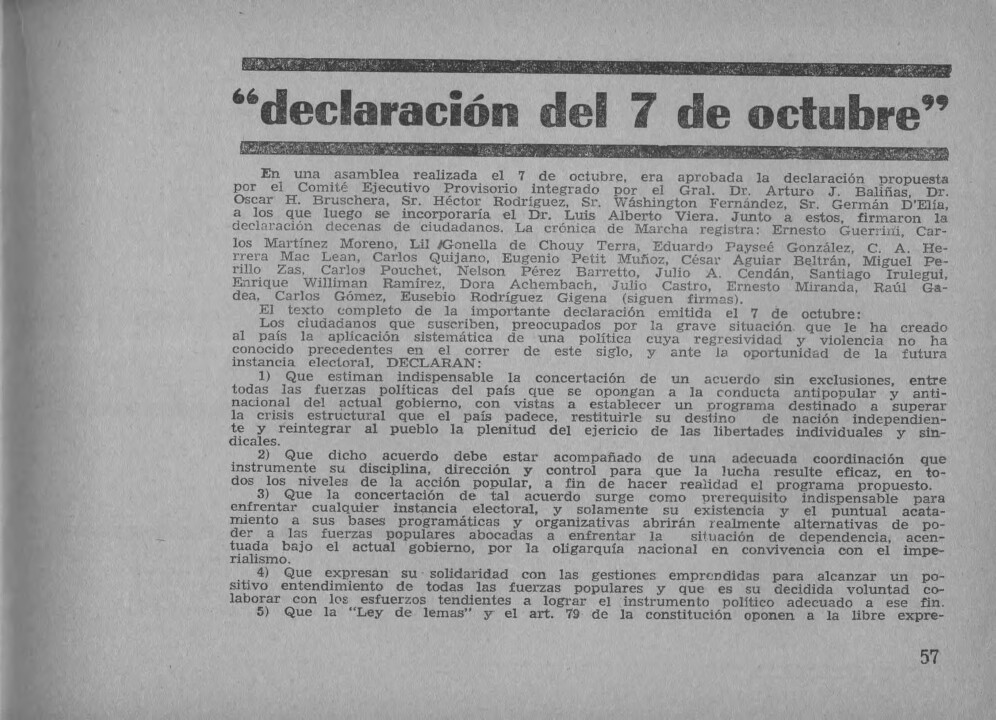 “declaración del 7 de octubre”
En una asamblea realizada el 7 de octubre, era aprobada la declaración propuesta
por el Comité Ejecutivo Provisorio integrado por el Gral. Dr. Arturo J. Baliñas, Dr.
Oscar H. Bruschera, Sr. Héctor Rodríguez, Sr. Wáshington Fernández, Sr. Germán D'Elía,
a los que luego se incorporaría el Dr. Luis Alberto Viera. Junto a estos, firmaron la
declaración decenas de ciudadanos. La crónica de Marcha registra: Ernesto Guerrini, Car-
los Martínez Moreno, Lil Gonella de Chouy Terra, Eduardo Payseé González, C. A. He-
rrera Mac Lean, Carlos Quijano, Eugenio Petit Muñoz, César Aguiar Beltrán, Miguel Pe-
rillo Zas, Carlos Pouchet, Nelson Pérez Barretto, Julio A. Cendán, Santiago Irulegui,
Enrique Williman Ramírez, Dora Achembach, Julio Castro, Ernesto Miranda, Raúl Ga-
dea, Carlos Gómez, Eusebio Rodríguez Gigena (siguen firmas).
El texto completo de la importante declaración emitida el 7 de octubre:
Los ciudadanos que suscriben, preocupados por la grave situación que le ha creado
al país la aplicación sistemática de una política cuya regresividad y violencia no ha
conocido precedentes en el correr de este siglo, y ante la oportunidad de la futura
instancia electoral, DECLARAN:
1) Que estiman indispensable la concertación de un acuerdo sin exclusiones, entre
todas las fuerzas políticas del país que se opongan a la conducta antipopular y anti-
nacional del actual gobierno, con vistas a establecer un programa destinado a superar
la crisis estructural que el país padece, restituirle su destino de nación independien-
te y reintegrar al pueblo la plenitud del ejericio de las libertades individuales y sin-
dicales.
2) Que dicho acuerdo debe estar acompañado de una adecuada coordinación que
instrumente su disciplina, dirección y control para que la lucha resulte eficaz, en to-
dos los niveles de la acción popular, a fin de hacer realidad el programa propuesto.
3) Que la concertación de tal acuerdo surge como prerequisito indispensable para
enfrentar cualquier instancia electoral, y solamente su existencia y el puntual acata-
miento a sus bases programáticas y organizativas abrirán realmente alternativas de po-
der a las fuerzas populares abocadas a enfrentar la situación de dependencia, acen-
tuada bajo el actual gobierno, por la oligarquía nacional en convivencia con el impe-
rialismo.
4) Que expresan su solidaridad con las gestiones emprendidas para alcanzar un po-
sitivo entendimiento de todas las fuerzas populares y que es su decidida voluntad co-
laborar con los esfuerzos tendientes a lograr el instrumento político adecuado a ese fin.
5) Que la "Ley de lemas" y el art. 79 de la constitución oponen a la libre expre-
57